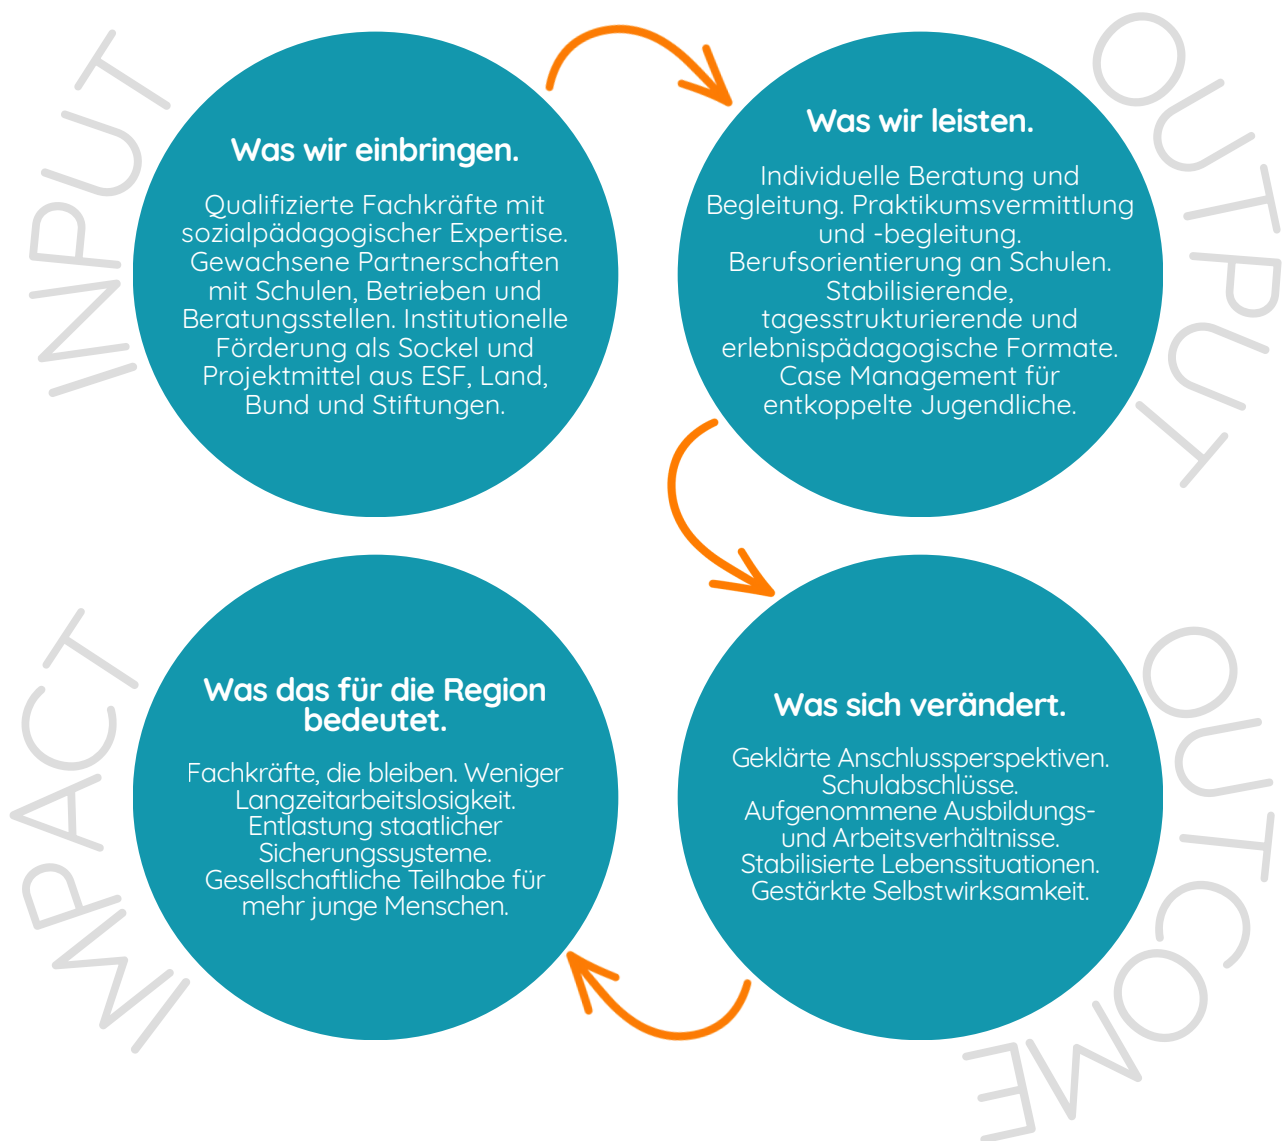 INPUT
Was wir einbringen.
Qualifizierte Fachkräfte mit
sozialpädagogischer Expertise.
Gewachsene Partnerschaften
mit Schulen, Betrieben und
Beratungsstellen. Institutionelle
Förderung als Sockel und
Projektmittel aus ESF, Land,
Bund und Stiftungen.
OUTPUT
Was wir leisten.
Individuelle Beratung und
Begleitung. Praktikumsvermittlung
und -begleitung.
Berufsorientierung an Schulen.
Stabilisierende,
tagesstrukturierende und
erlebnispädagogische Formate.
Case Management für
entkoppelte Jugendliche.
OUTCOME
Was sich verändert.
Geklärte Anschlussperspektiven.
Schulabschlüsse.
Aufgenommene Ausbildungs-
und Arbeitsverhältnisse.
Stabilisierte Lebenssituationen.
Gestärkte Selbstwirksamkeit.
IMPACT
Was das für die Region
bedeutet.
Fachkräfte, die bleiben. Weniger
Langzeitarbeitslosigkeit.
Entlastung staatlicher
Sicherungssysteme.
Gesellschaftliche Teilhabe für
mehr junge Menschen.